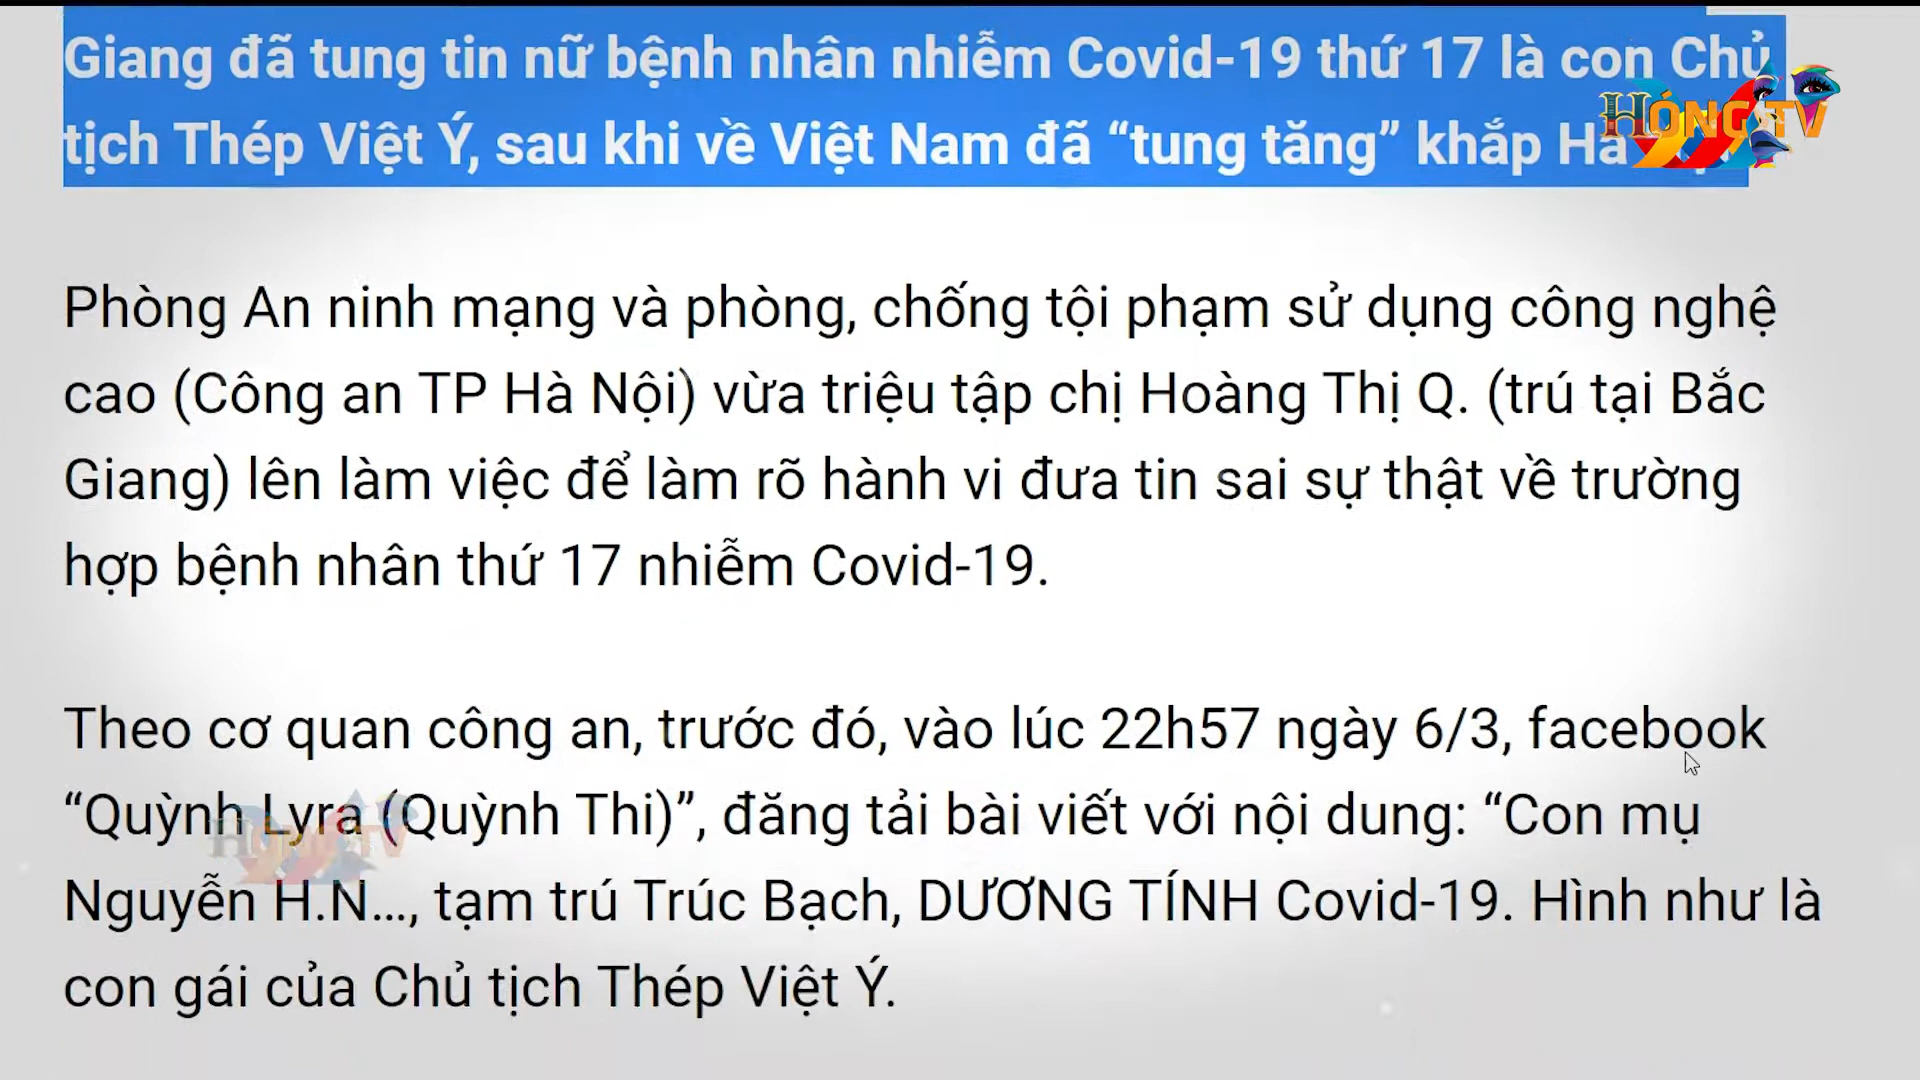 Giang đã tung tin nữ bệnh nhân nhiễm Covid-19 thứ 17 là con Chủ
tịch Thép Việt Ý, sau khi về Việt Nam đã “tung tăng” khắp Hà
HÓNG TV
Phòng An ninh mạng và phòng, chống tội phạm sử dụng công nghệ
cao (Công an TP Hà Nội) vừa triệu tập chị Hoàng Thị Q. (trú tại Bắc
Giang) lên làm việc để làm rõ hành vi đưa tin sai sự thật về trường
hợp bệnh nhân thứ 17 nhiễm Covid-19.
Theo cơ quan công an, trước đó, vào lúc 22h57 ngày 6/3, facebook
“Quỳnh Lyra (Quỳnh Thi)”, đăng tải bài viết với nội dung: “Con mụ
HÓNG TV
Nguyễn H.N…, tạm trú Trúc Bạch, DƯƠNG TÍNH Covid-19. Hình như là
con gái của Chủ tịch Thép Việt Ý.